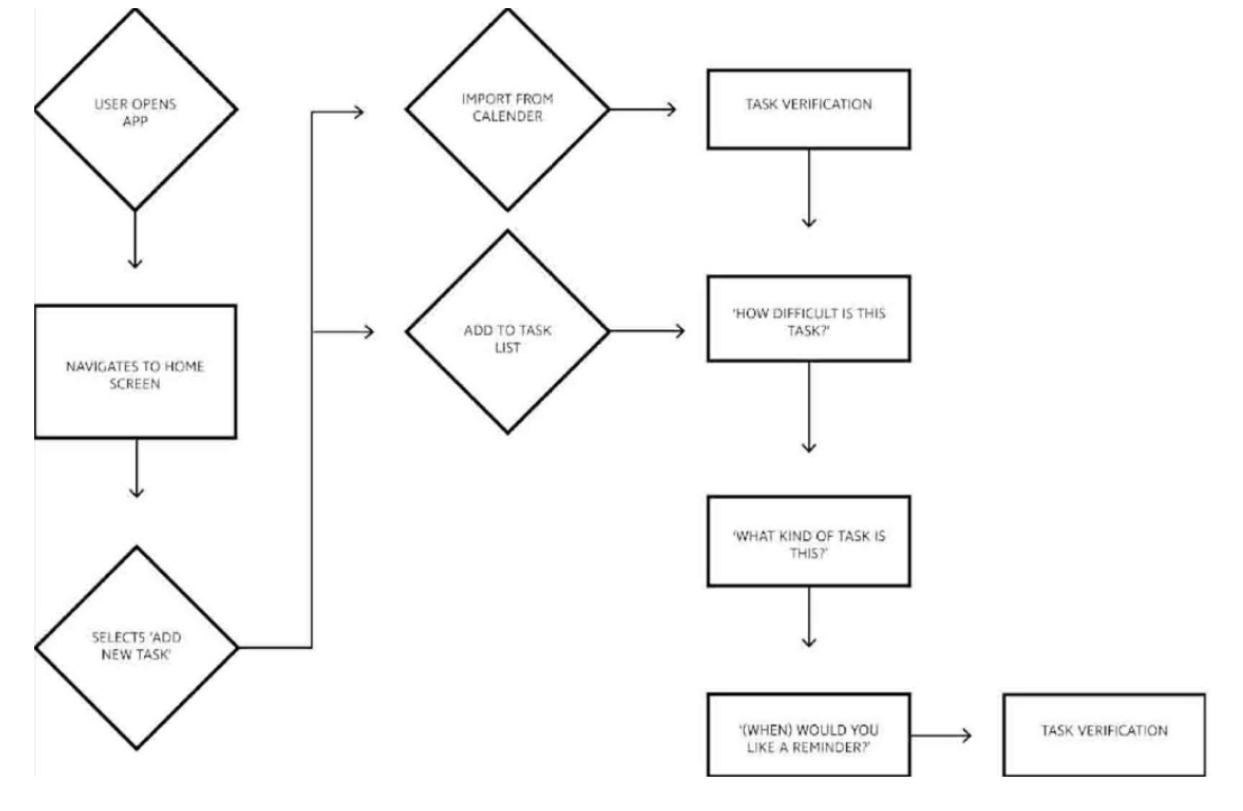 USER OPENS
APP
NAVIGATES TO HOME
SCREEN
SELECTS 'ADD
NEW TASK'
IMPORT FROM
CALENDER
ADD TO TASK
LIST
TASK VERIFICATION
'HOW DIFFICULT IS THIS
TASK?'
'WHAT KIND OF TASK IS
THIS?'
'(WHEN) WOULD YOU
LIKE A REMINDER?'
TASK VERIFICATION